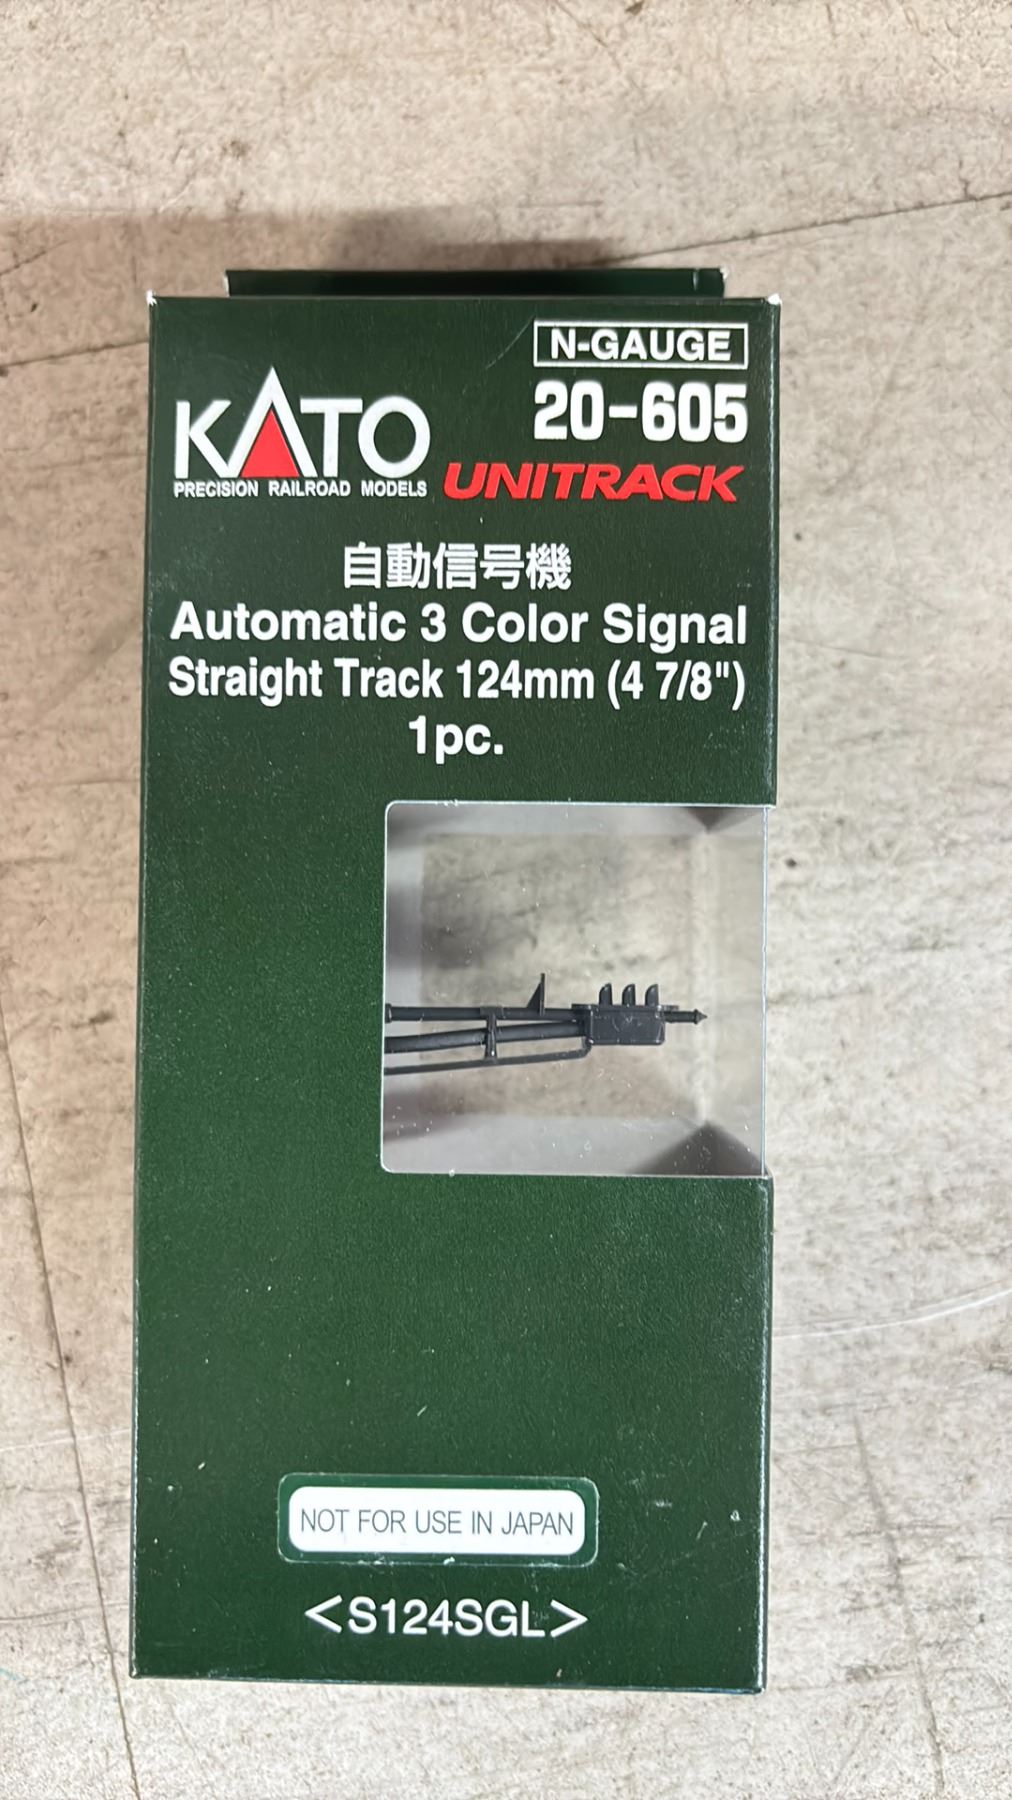 N-GAUGE
20-605
KATO
PRECISION RAILROAD MODELS
UNITRACK
自動信号機
Automatic 3 Color Signal
Straight Track 124mm (4 7/8")
1pc.
NOT FOR USE IN JAPAN
<S124SGL>